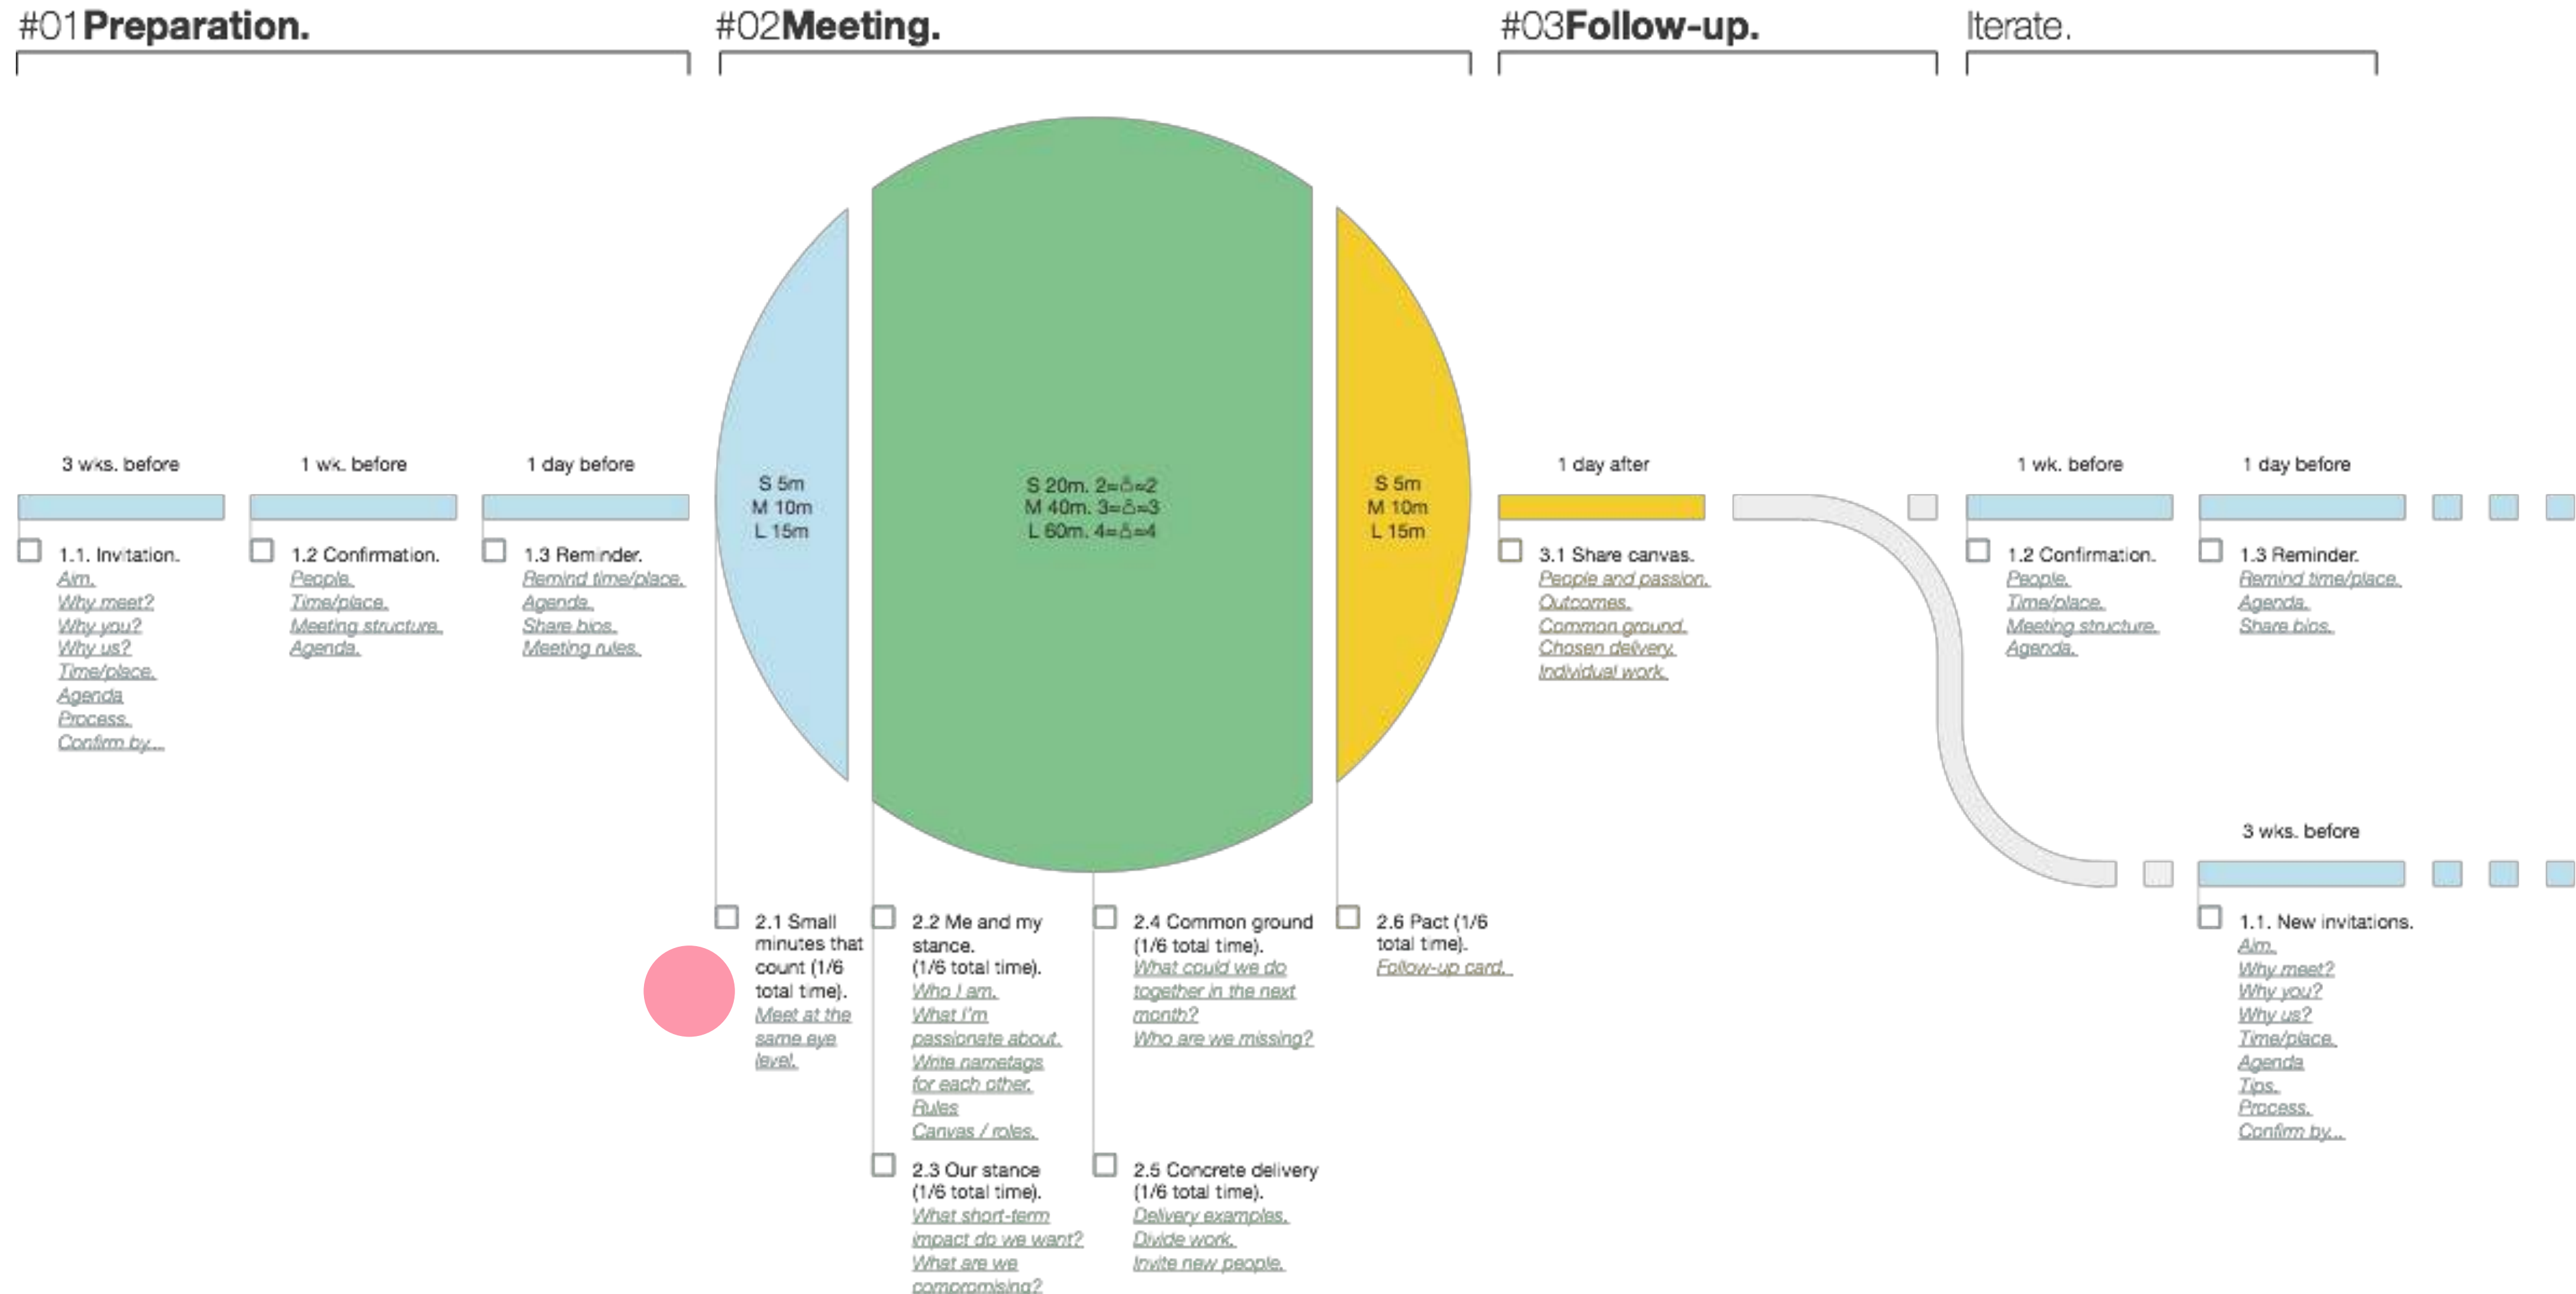 #01Preparation.
#02Meeting.
#03Follow-up.
Iterate.
3 wks. before
1.1. Invitation.
Aim.
Why meet?
Why you?
Why us?
Time/place.
Agenda
Process.
Confirm by...
1 wk. before
1.2 Confirmation.
People.
Time/place.
Meeting structure.
Agenda.
1 day before
1.3 Reminder.
Remind time/place.
Agenda.
Share bios.
Meeting rules.
S 5m
M 10m
L 15m
S 20m. 2≈ ≈2
M 40m. 3≈ ≈3
L 60m. 4≈ ≈4
S 5m
M 10m
L 15m
2.1 Small
minutes that
count (1/6
total time).
Meet at the
same eye
level.
2.2 Me and my
stance.
(1/6 total time).
Who I am.
What I'm
passionate about.
Write nametags
for each other.
Rules
Canvas / roles.
2.3 Our stance
(1/6 total time).
What short-term
impact do we want?
What are we
compromising?
2.4 Common ground
(1/6 total time).
What could we do
together in the next
month?
Who are we missing?
2.5 Concrete delivery
(1/6 total time).
Delivery examples.
Divide work.
Invite new people.
2.6 Pact (1/6
total time).
Follow-up card.
1 day after
3.1 Share canvas.
People and passion.
Outcomes.
Common ground.
Chosen delivery.
Individual work.
1 wk. before
1.2 Confirmation.
People.
Time/place.
Meeting structure.
Agenda.
1 day before
1.3 Reminder.
Remind time/place.
Agenda.
Share bios.
3 wks. before
1.1. New invitations.
Aim.
Why meet?
Why you?
Why us?
Time/place.
Agenda
Tips.
Process.
Confirm by...